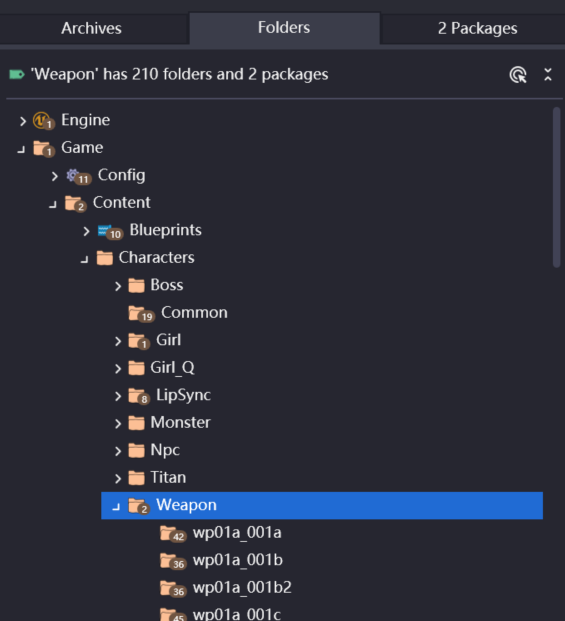 Archives Folders 2 Packages
'Weapon' has 210 folders and 2 packages
1 Engine
1 Game
11 Config
2 Content
10 Blueprints
Characters
Boss
19 Common
1 Girl
Girl_Q
8 LipSync
Monster
Npc
Titan
2 Weapon
42 wp01a_001a
36 wp01a_001b
36 wp01a_001b2
45 wp01a_001c